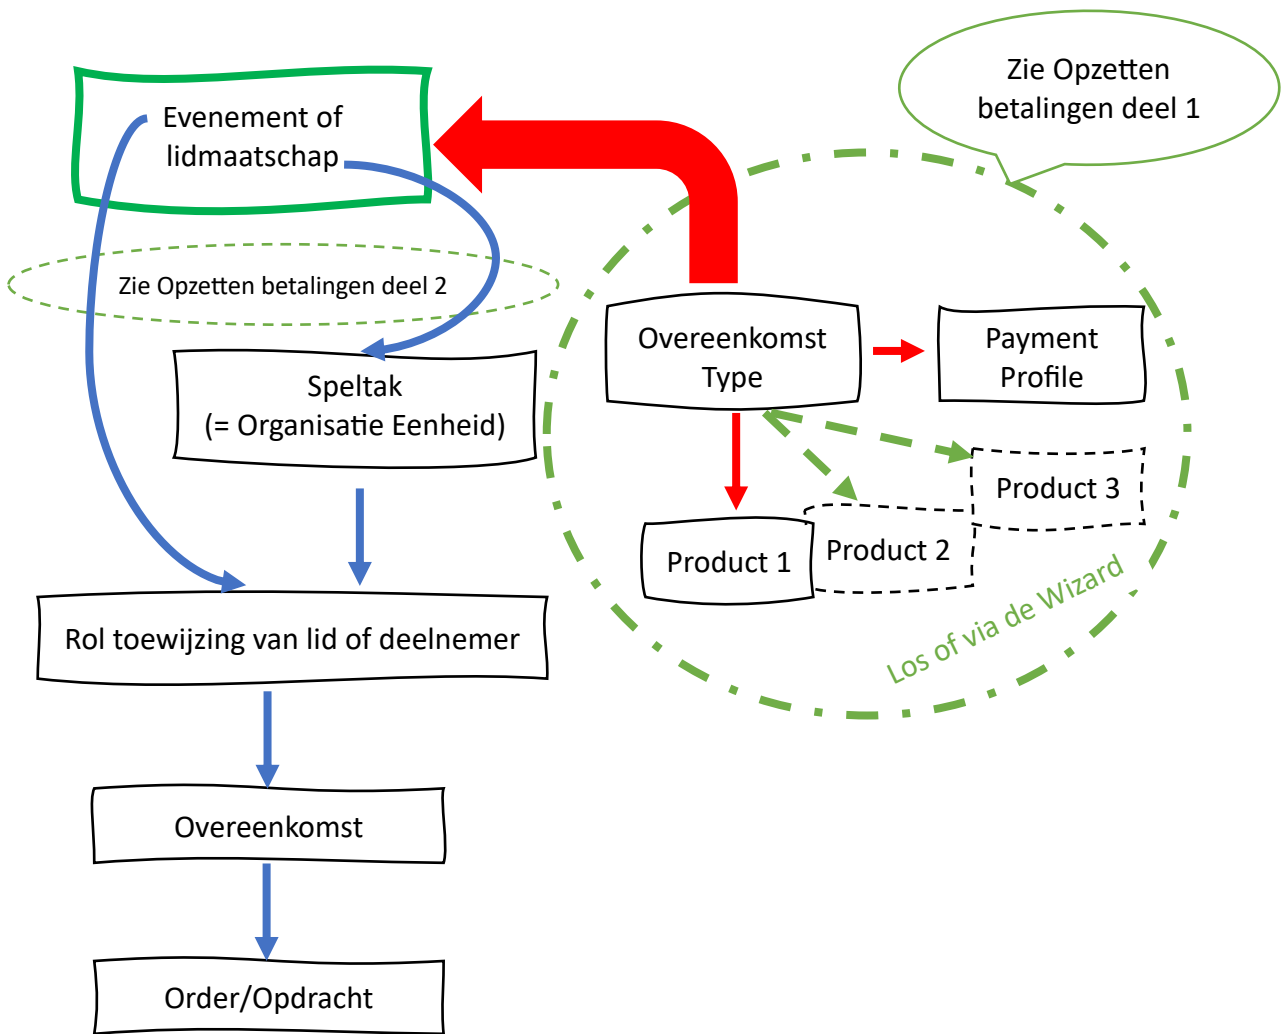 Zie Opzetten
betalingen deel 1
Evenement of
lidmaatschap
Zie Opzetten betalingen deel 2
Overeenkomst
Type
Payment
Profile
Speltak
(= Organisatie Eenheid)
Product 3
Product 2
Product 1
Los of via de Wizard
Rol toewijzing van lid of deelnemer
Overeenkomst
Order/Opdracht